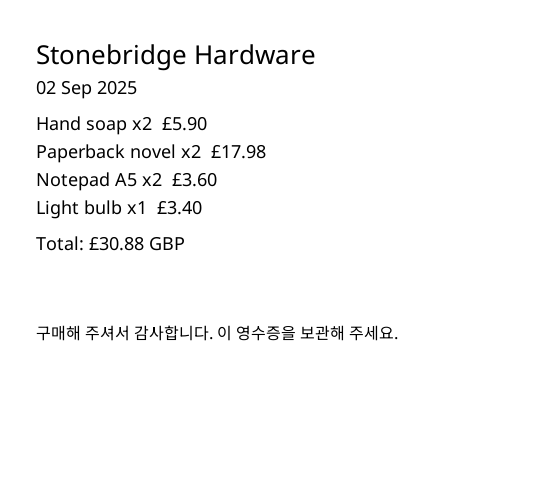 Stonebridge Hardware
02 Sep 2025
Hand soap x2  £5.90
Paperback novel x2  £17.98
Notepad A5 x2  £3.60
Light bulb x1  £3.40
Total: £30.88 GBP
구매해 주셔서 감사합니다. 이 영수증을 보관해 주세요.